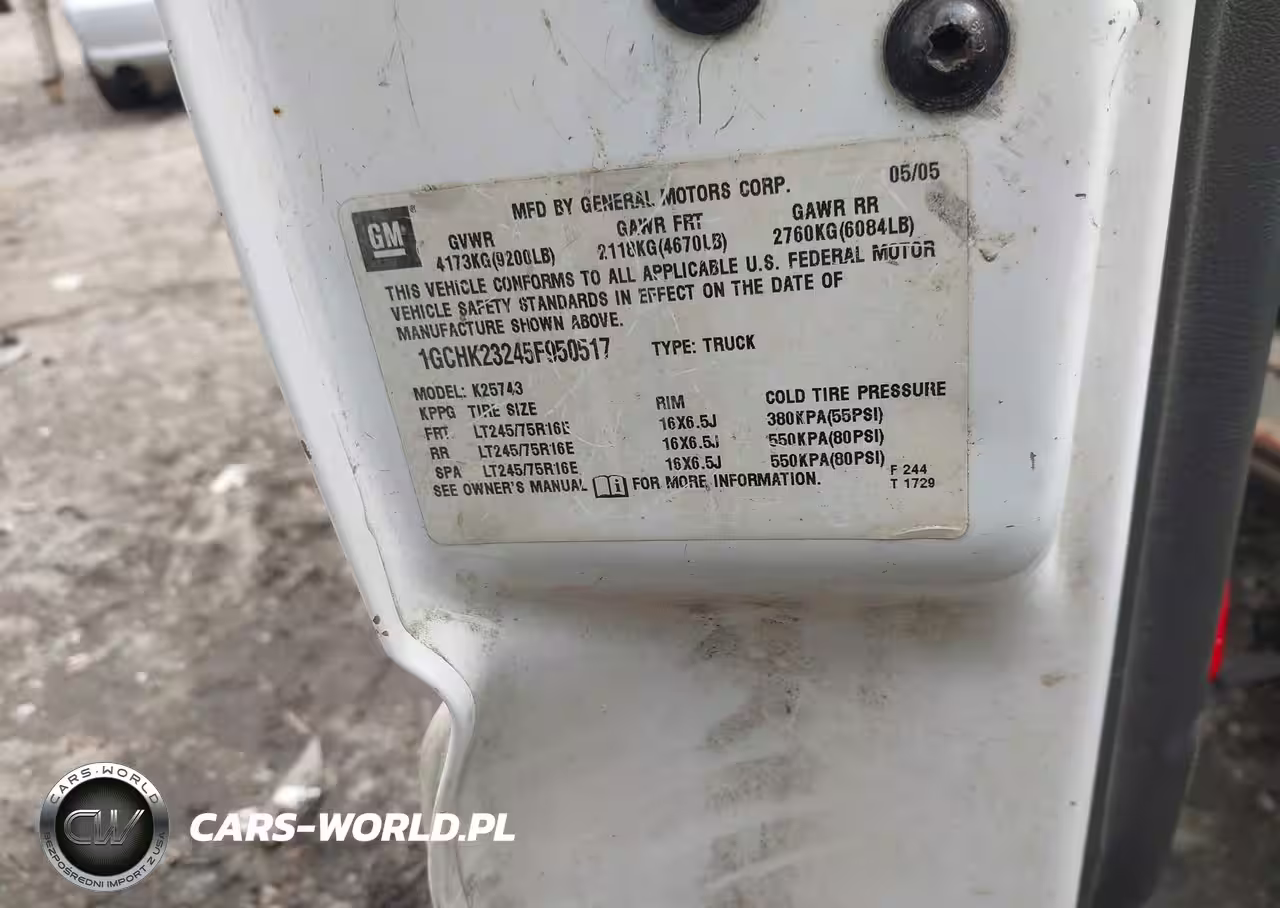 05/05
MFD BY GENERAL MOTORS CORP.
GM
GVWR GAWR FRT GAWR RR
4173KG(9200LB) 2118KG(4670LB) 2760KG(6084LB)
THIS VEHICLE CONFORMS TO ALL APPLICABLE U.S. FEDERAL MOTOR
VEHICLE SAFETY STANDARDS IN EFFECT ON THE DATE OF
MANUFACTURE SHOWN ABOVE.
1GCHK23245F950517 TYPE: TRUCK
MODEL: K25743
KPPG TIRE SIZE RIM COLD TIRE PRESSURE
FRT LT245/75R16E 16X6.5J 380KPA(55PSI)
RR LT245/75R16E 16X6.5J 550KPA(80PSI)
SPA LT245/75R16E 16X6.5J 550KPA(80PSI)
SEE OWNER'S MANUAL FOR MORE INFORMATION.
F 244
T 1729
CARS-WORLD
CW
BEZPOŚREDNI IMPORT Z USA
CARS-WORLD.PL